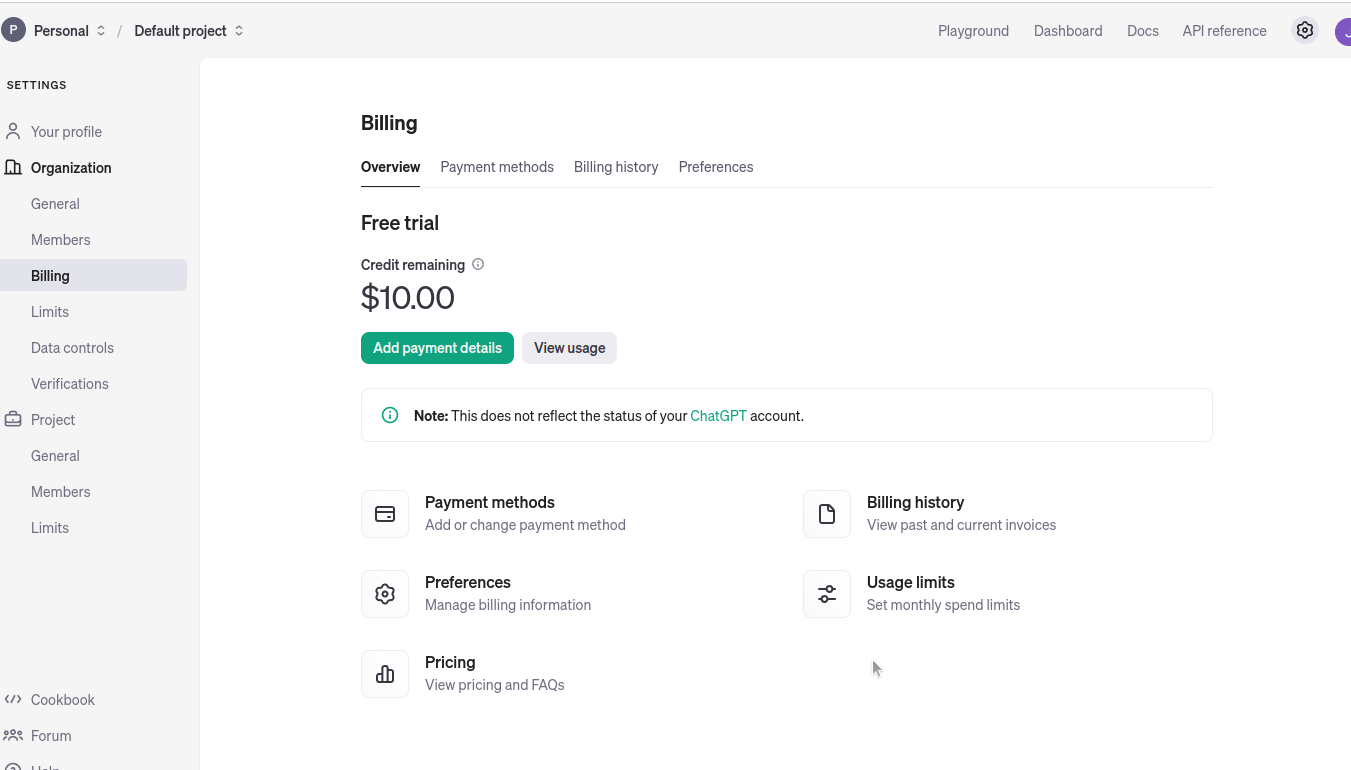 P Personal / Default project Playground Dashboard Docs API reference J
SETTINGS
Your profile
Organization
General
Members
Billing
Limits
Data controls
Verifications
Project
General
Members
Limits
Cookbook
Forum
Help
Billing
Overview Payment methods Billing history Preferences
Free trial
Credit remaining
$10.00
Add payment details View usage
Note: This does not reflect the status of your ChatGPT account.
Payment methods
Add or change payment method
Billing history
View past and current invoices
Preferences
Manage billing information
Usage limits
Set monthly spend limits
Pricing
View pricing and FAQs